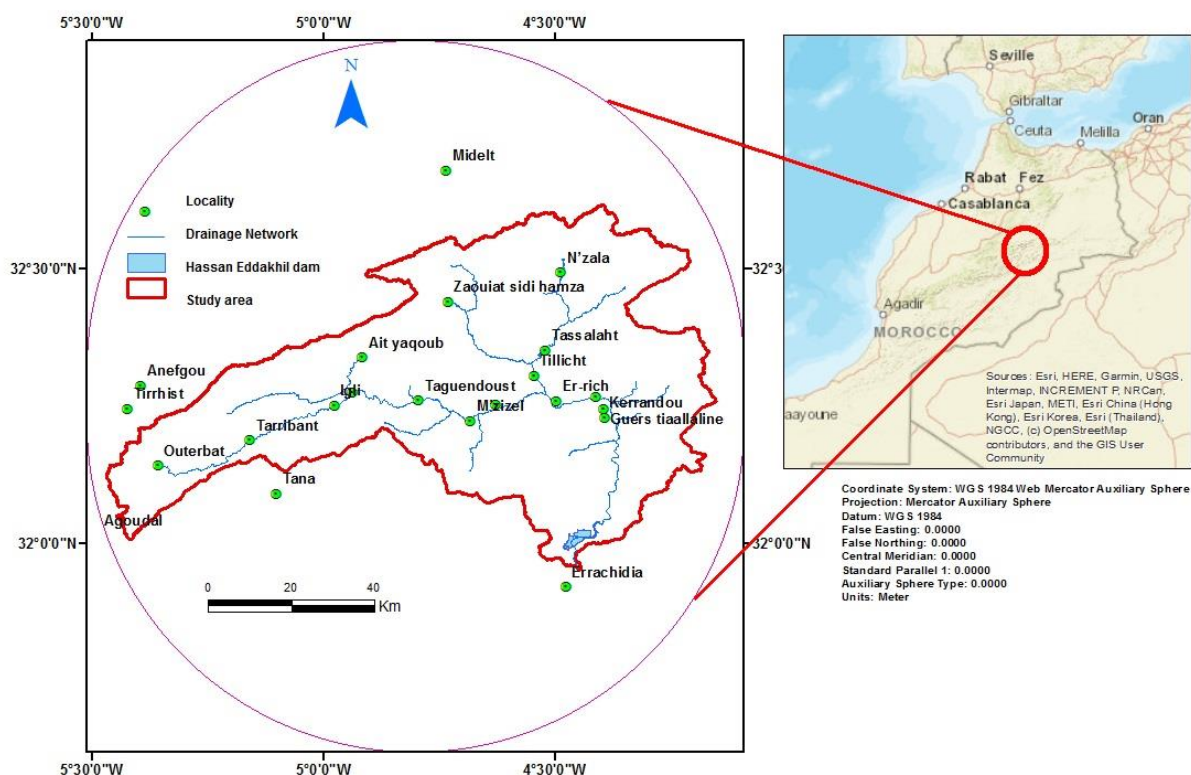 5°30'0"W
5°0'0"W
4°30'0"W
N
Midelt
Locality
Drainage Network
Hassan Eddakhil dam
Study area
32°30'0"N
32°3
N'zala
Zaouiat sidi hamza
Tassalaht
Ait yaqoub
Tillicht
Anefgou
Tirrhist
Igli
Taguendoust
Er-rich
M'zizel
Kerrandou
Guers tiaallaline
Tarrlbant
Outerbat
Tana
Agoudal
32°0'0"N
32°0'0"N
Errachidia
0 20 40
Km
5°30'0"W
5°0'0"W
4°30'0"W
Seville
Gibraltar
Ceuta
Melilla
Oran
Rabat
Fez
Casablanca
Agadir
MOROCCO
aayoune
Sources: Esri, HERE, Garmin, USGS,
Intermap, INCREMENT P, NRCan,
Esri Japan, METI, Esri China (Hong
Kong), Esri Korea, Esri (Thailand),
NGCC, (c) OpenStreetMap
contributors, and the GIS User
Community
Coordinate System: WGS 1984 Web Mercator Auxiliary Sphere
Projection: Mercator Auxiliary Sphere
Datum: WGS 1984
False Easting: 0.0000
False Northing: 0.0000
Central Meridian: 0.0000
Standard Parallel 1: 0.0000
Auxiliary Sphere Type: 0.0000
Units: Meter